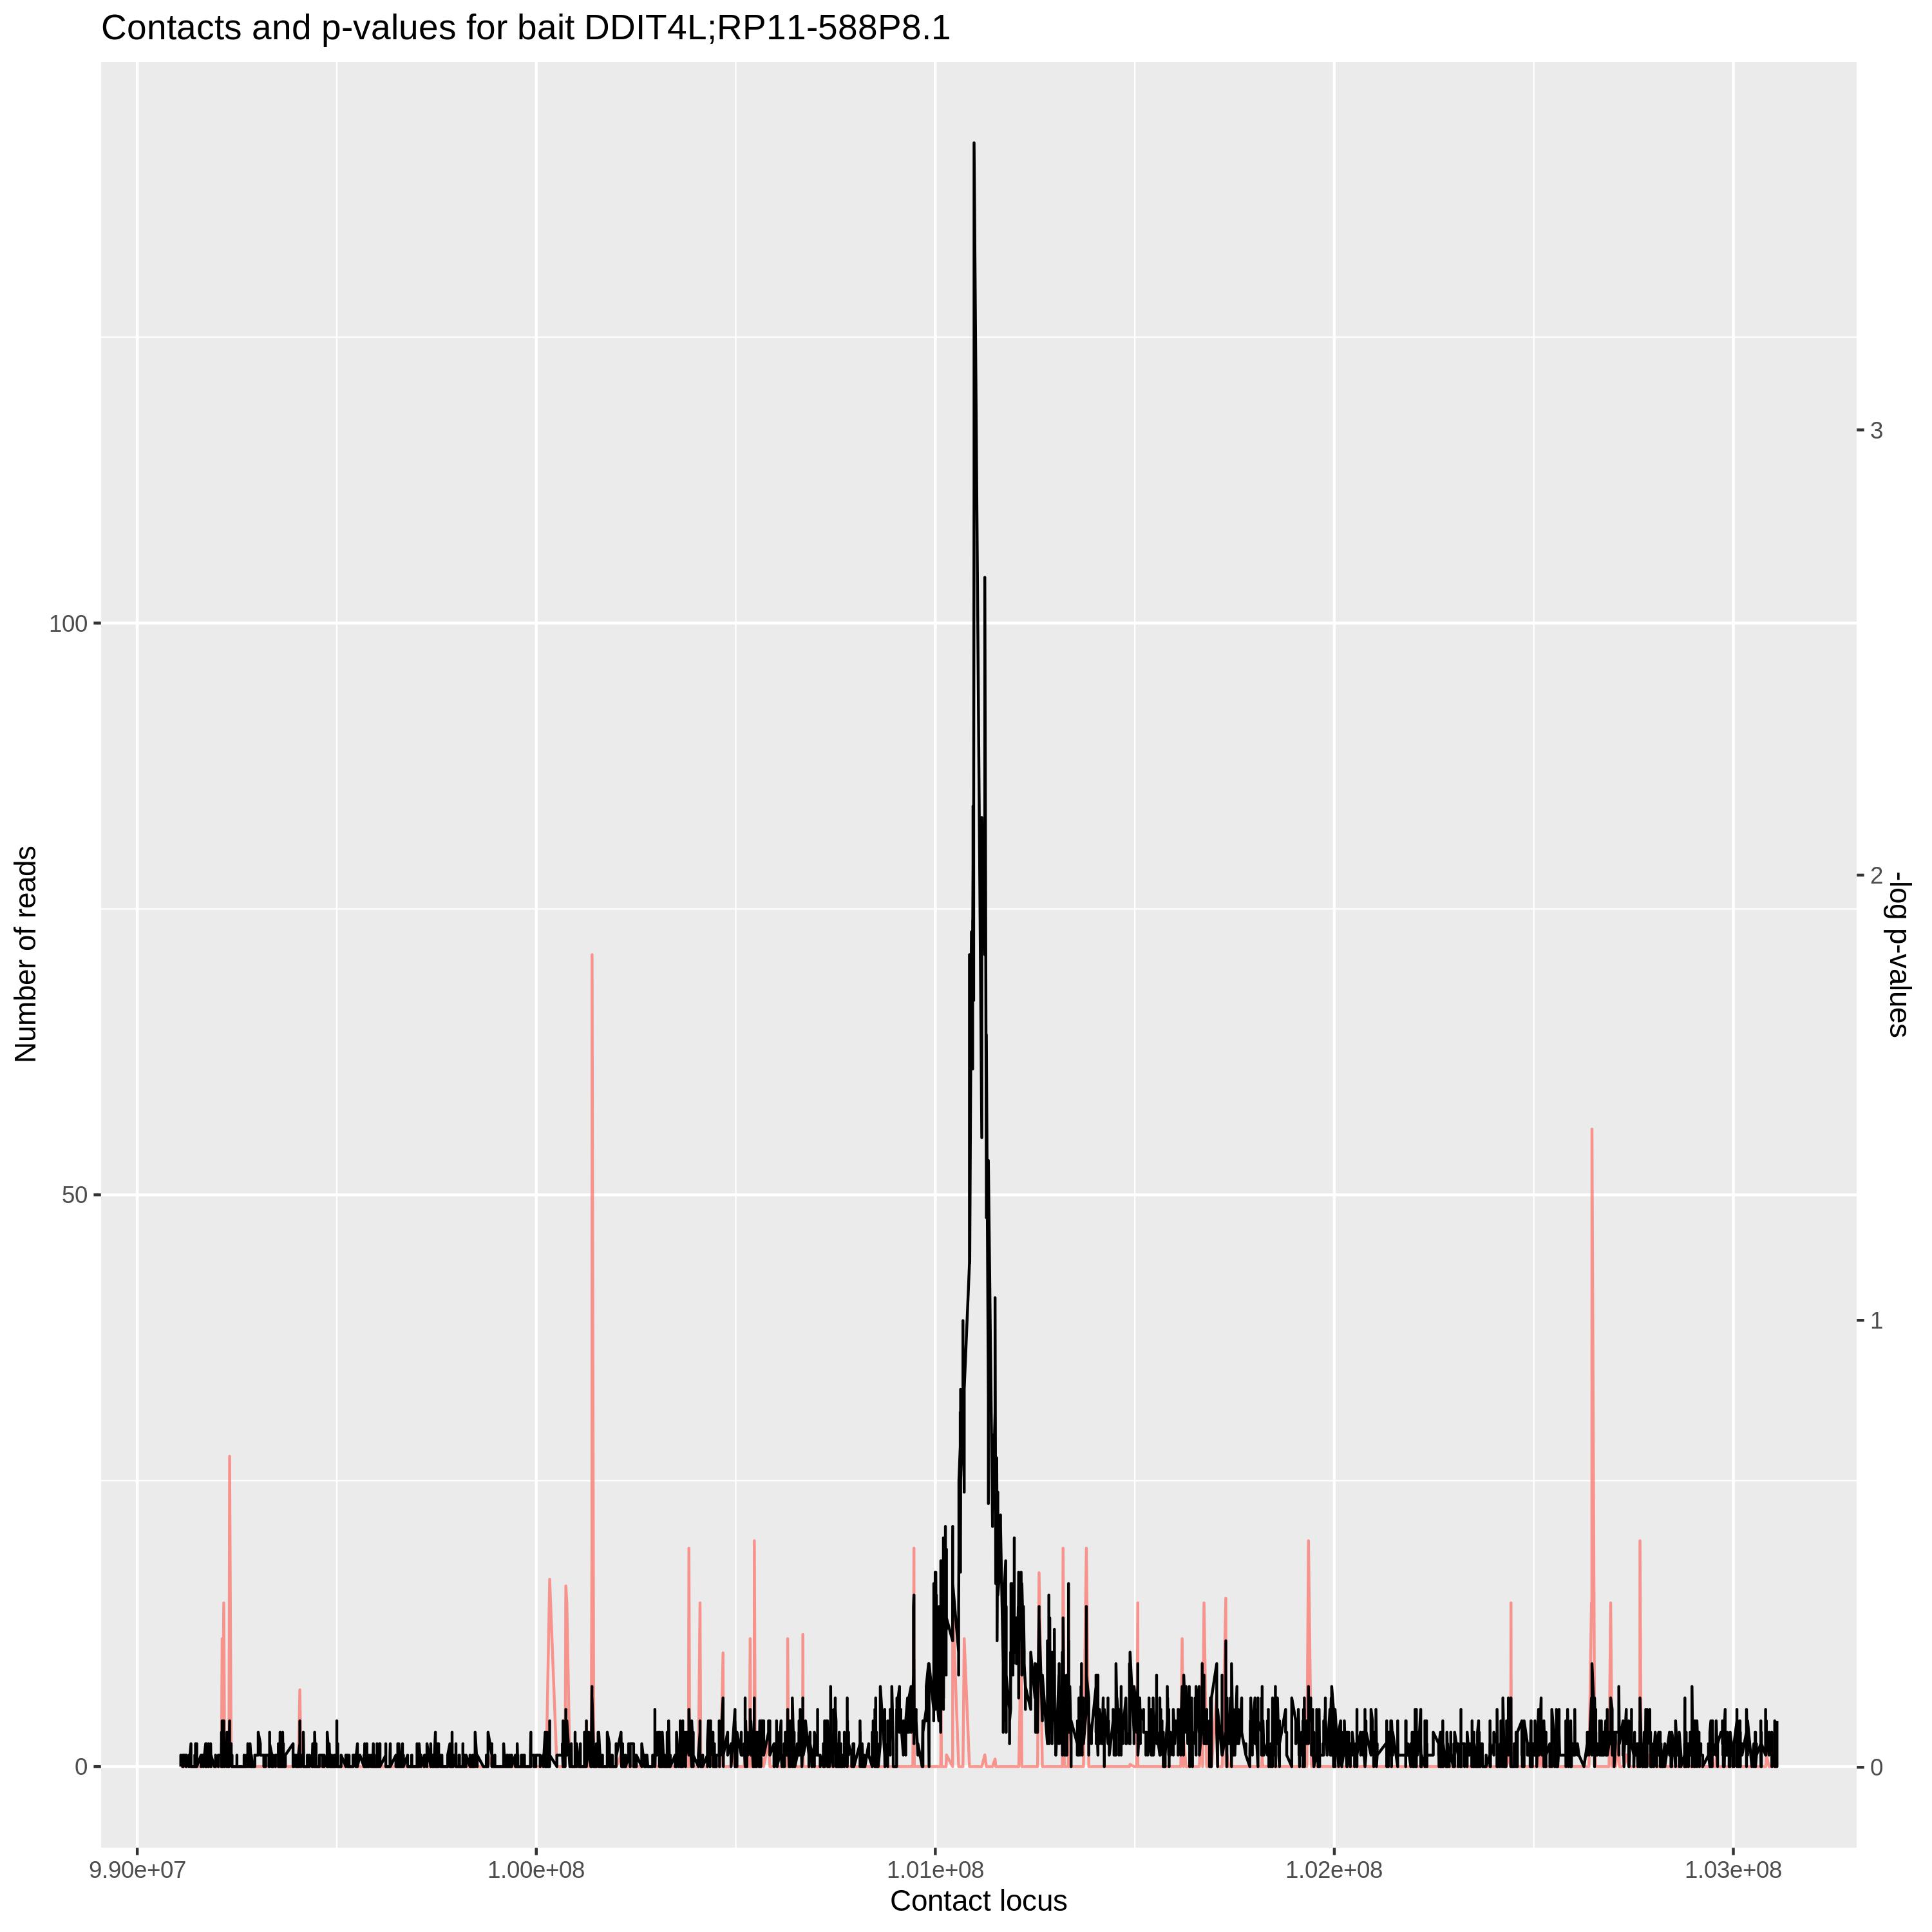 Contacts and p-values for bait DDIT4L;RP11-588P8.1
Number of reads
100
50
0
3
2
1
0
-log p-values
9.90e+07
1.00e+08
1.01e+08
1.02e+08
1.03e+08
Contact locus